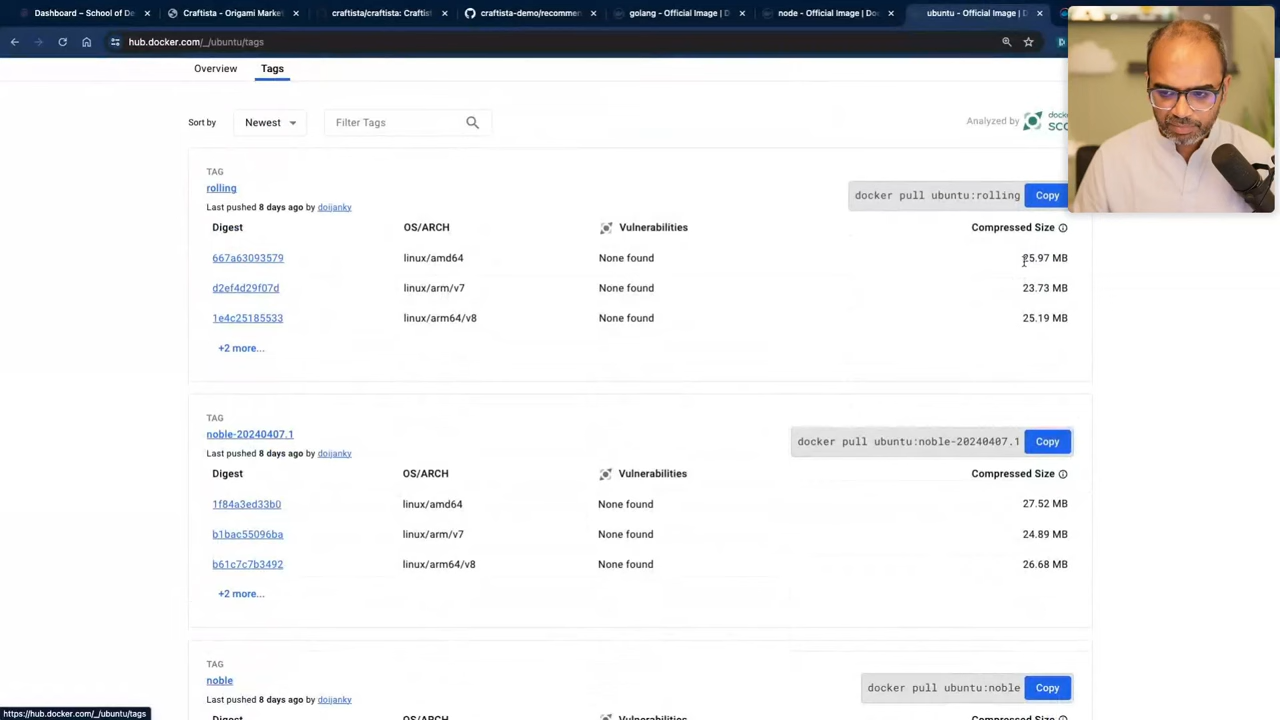 Dashboard – School of De
Craftista - Origami Marke
craftista/craftista: Craftis
craftista-demo/recommen
golang - Official Image | D
node - Official Image | Doc
ubuntu - Official Image | D
hub.docker.com/_/ubuntu/tags
Overview
Tags
Sort by
Newest
Filter Tags
Analyzed by
TAG
rolling
docker pull ubuntu:rolling
Copy
Last pushed 8 days ago by doijanky
Digest OS/ARCH Vulnerabilities Compressed Size
667a63093579 linux/amd64 None found 25.97 MB
d2ef4d29f07d linux/arm/v7 None found 23.73 MB
1e4c25185533 linux/arm64/v8 None found 25.19 MB
+2 more...
TAG
noble-20240407.1
docker pull ubuntu:noble-20240407.1
Copy
Last pushed 8 days ago by doijanky
Digest OS/ARCH Vulnerabilities Compressed Size
1f84a3ed33b0 linux/amd64 None found 27.52 MB
b1bac55096ba linux/arm/v7 None found 24.89 MB
b61c7c7b3492 linux/arm64/v8 None found 26.68 MB
+2 more...
TAG
noble
docker pull ubuntu:noble
Copy
Last pushed 8 days ago by doijanky
https://hub.docker.com/_/ubuntu/tags